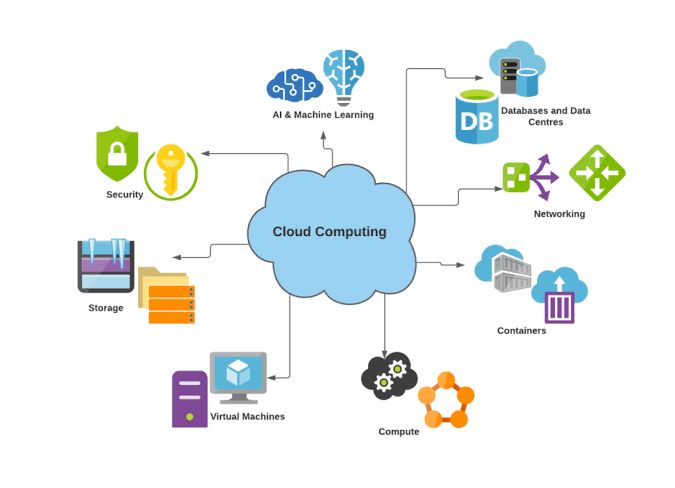 AI & Machine Learning
DB
Databases and Data
Centres
Security
Networking
Cloud Computing
Storage
Containers
Virtual Machines
Compute